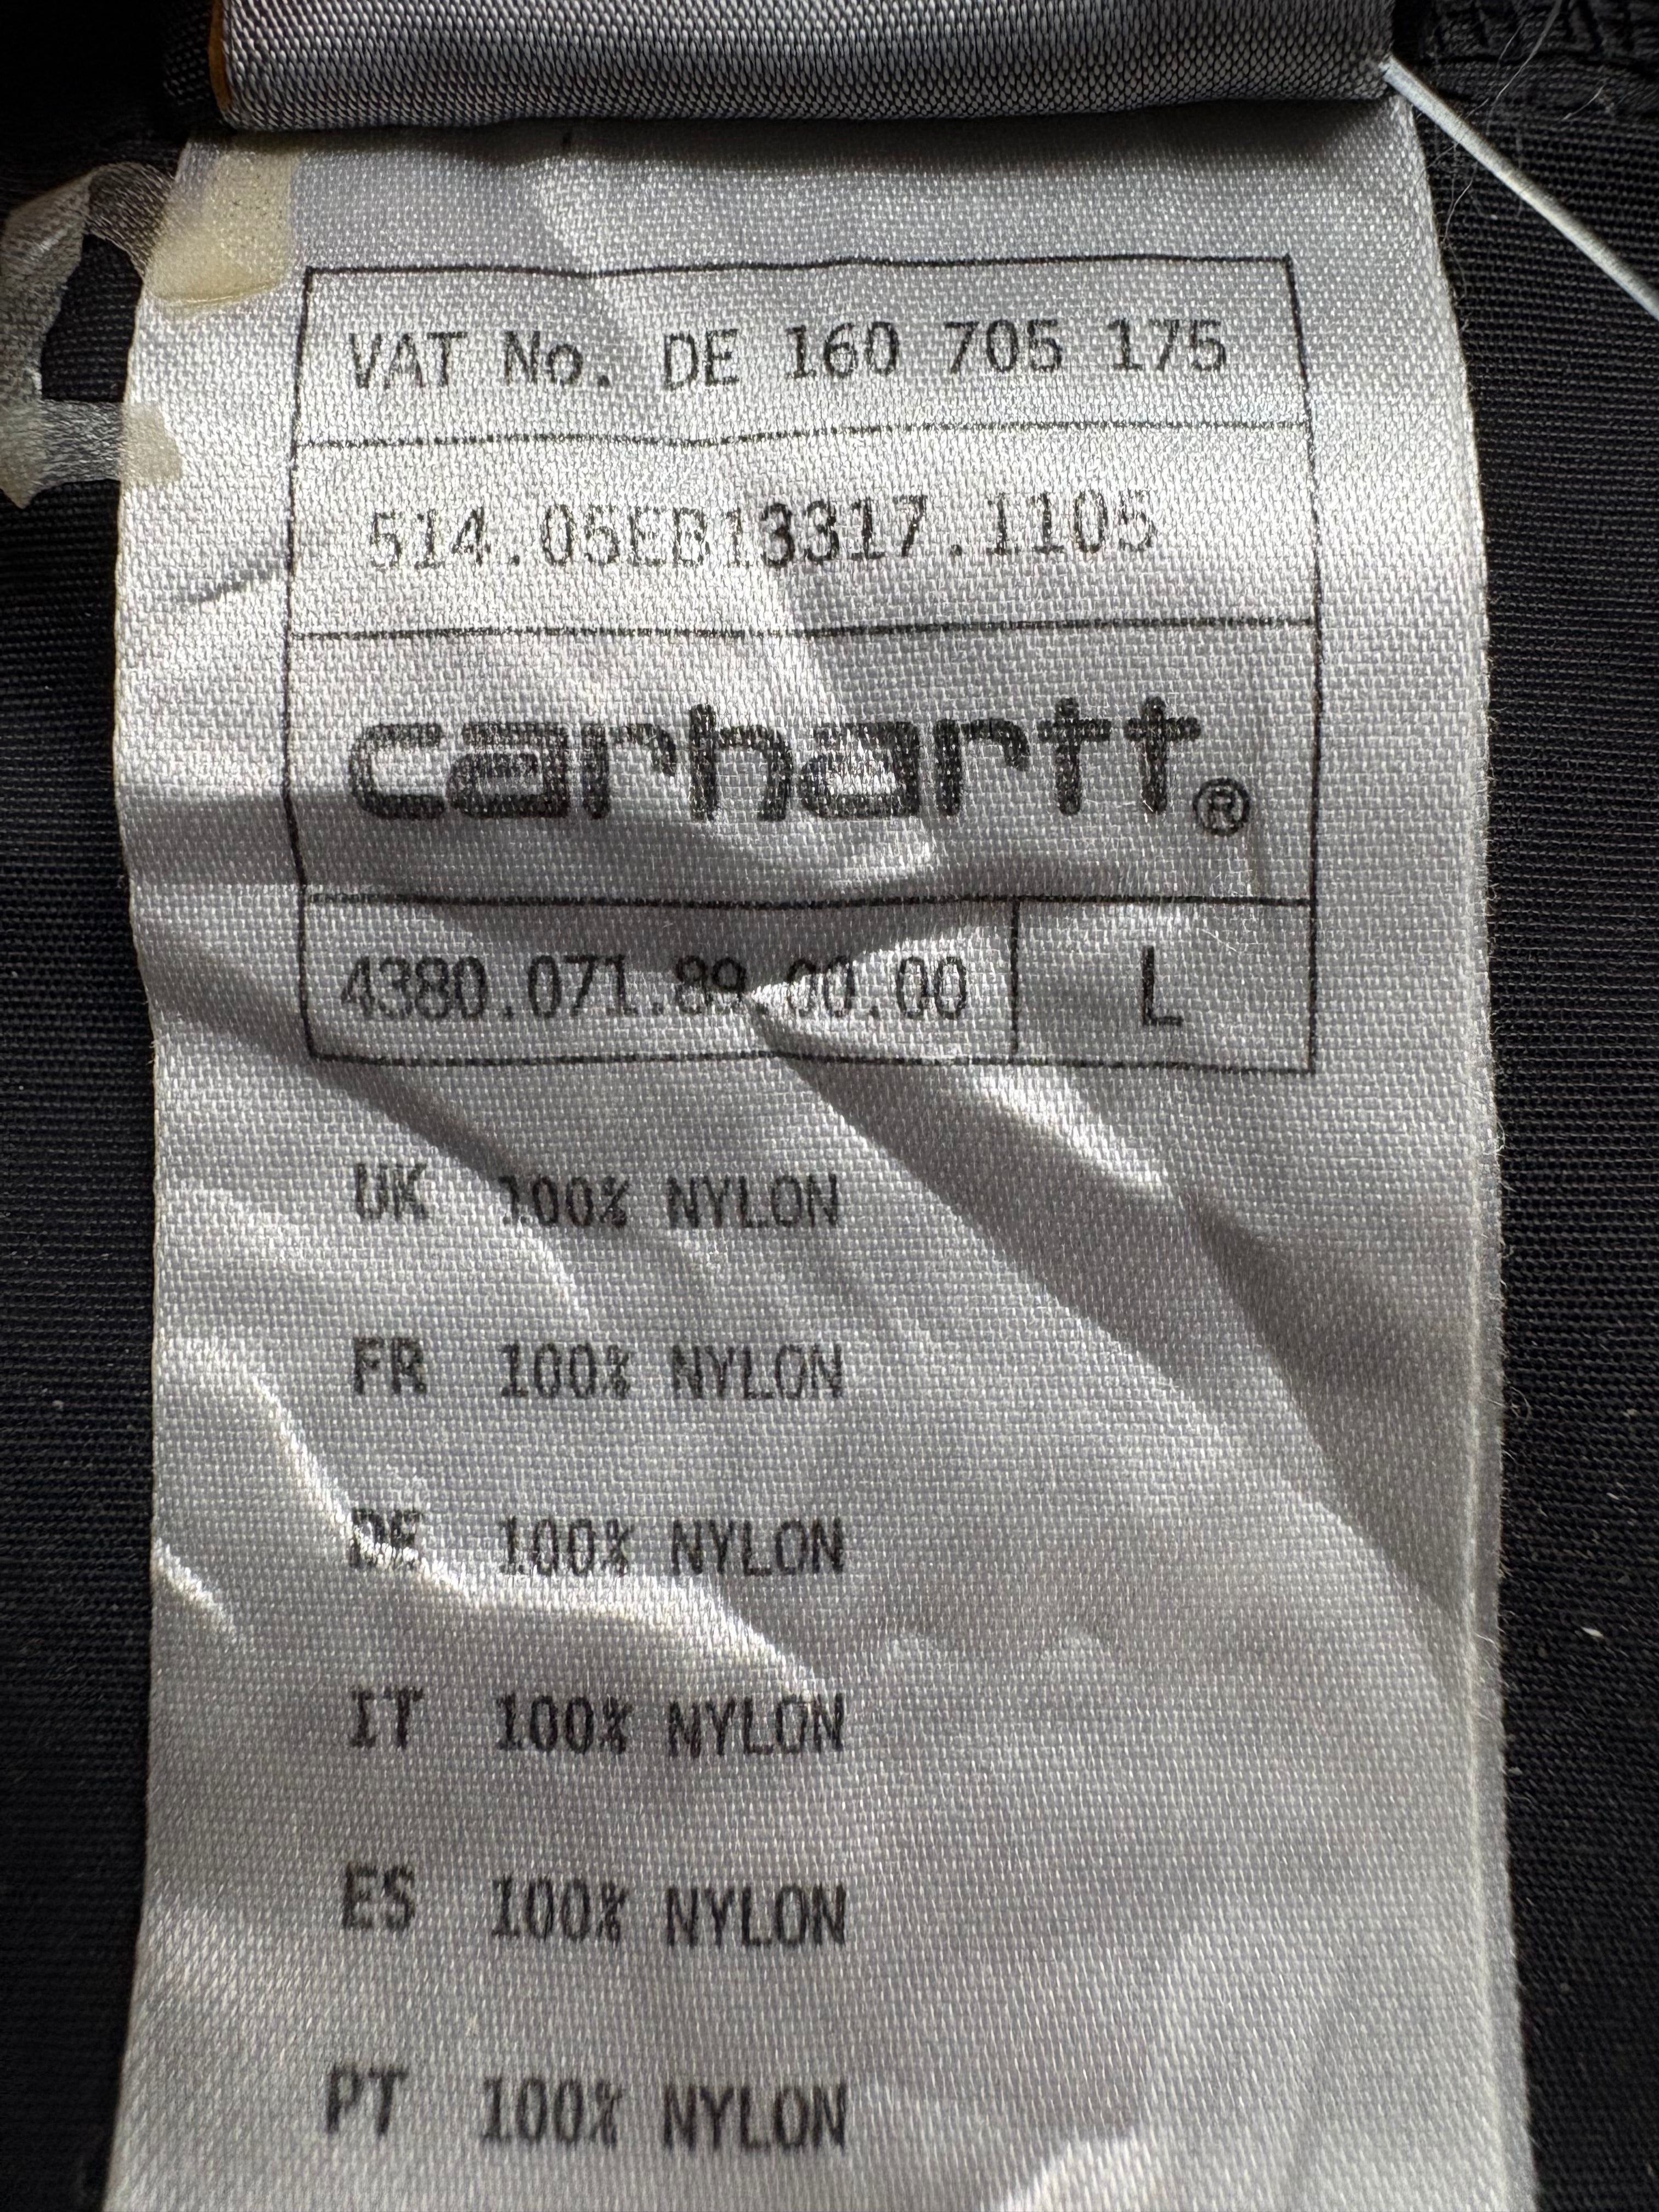 VAT No. DE 160 705 175
514.05EB13317.1105
carhartt®
4380.071.89.00.00 L
UK 100% NYLON
FR 100% NYLON
DE 100% NYLON
IT 100% NYLON
ES 100% NYLON
PT 100% NYLON